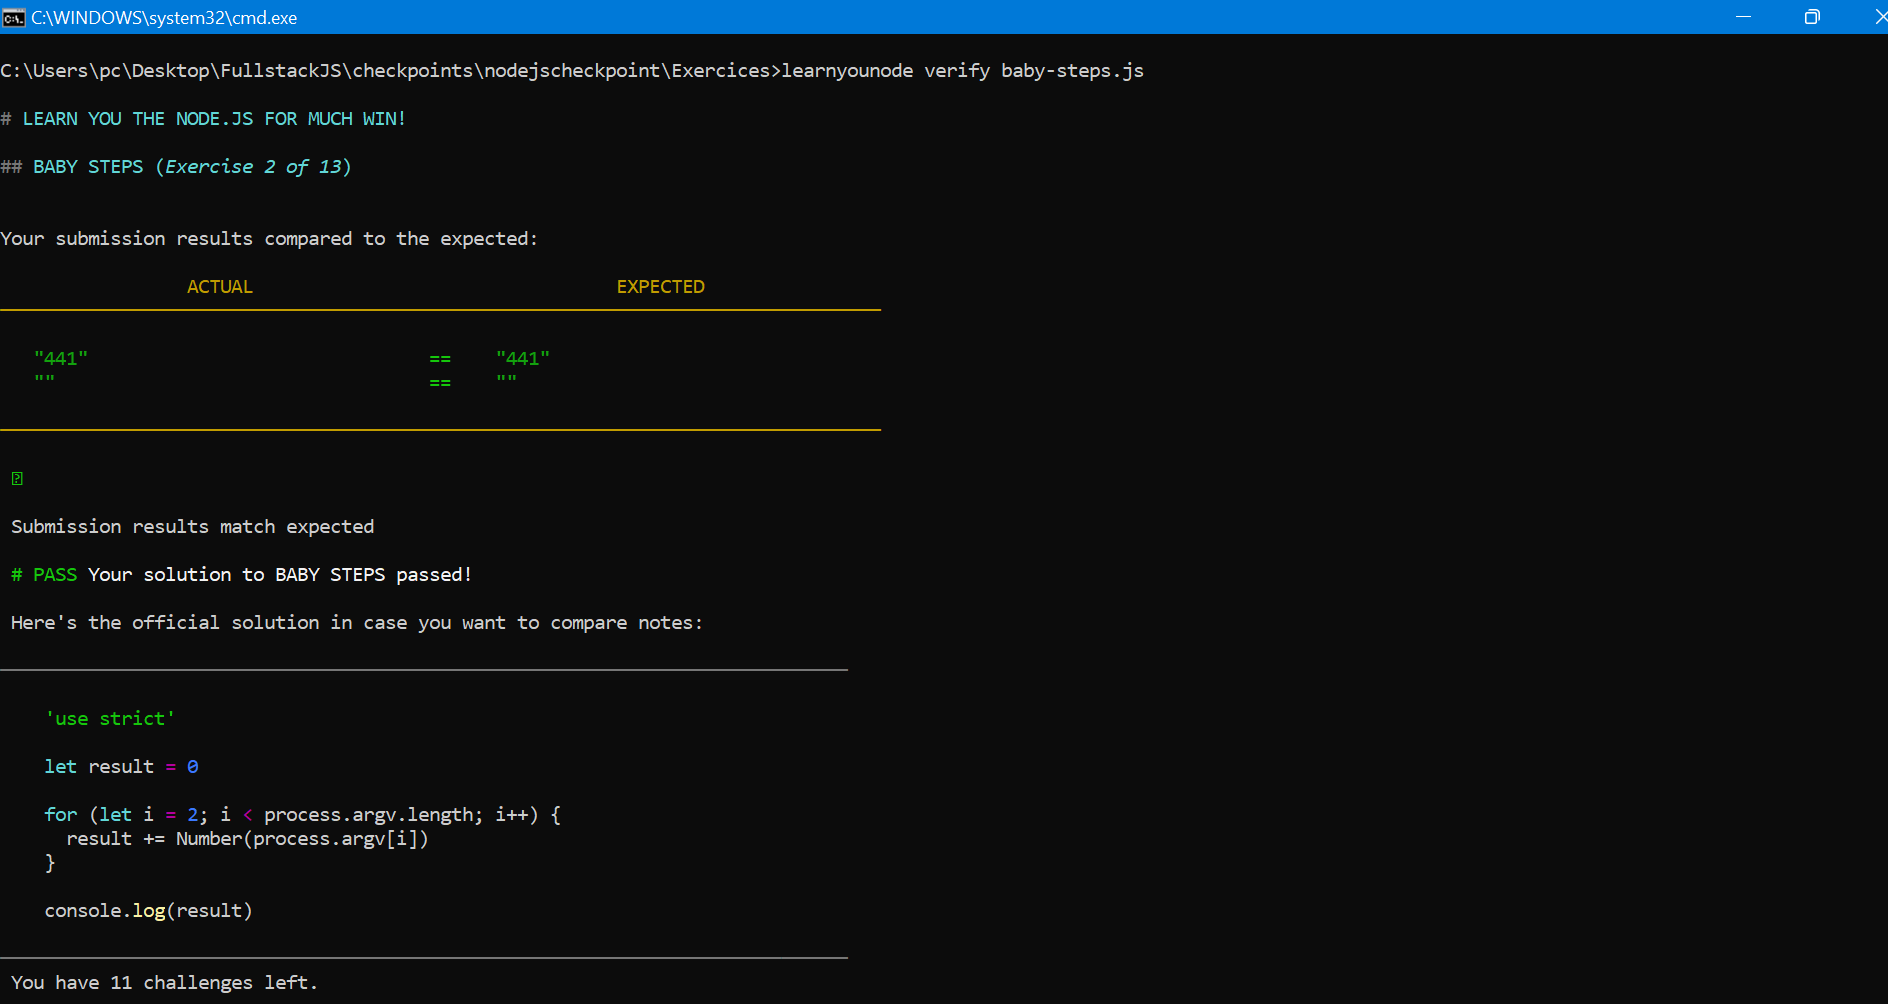 C:\WINDOWS\system32\cmd.exe
C:\Users\pc\Desktop\FullstackJS\checkpoints\nodejscheckpoint\Exercices>learnyounode verify baby-steps.js
# LEARN YOU THE NODE.JS FOR MUCH WIN!
## BABY STEPS (Exercise 2 of 13)
Your submission results compared to the expected:
ACTUAL EXPECTED
"441" == "441"
"" == ""
Submission results match expected
# PASS Your solution to BABY STEPS passed!
Here's the official solution in case you want to compare notes:
'use strict'
let result = 0
for (let i = 2; i < process.argv.length; i++) {
result += Number(process.argv[i])
}
console.log(result)
You have 11 challenges left.